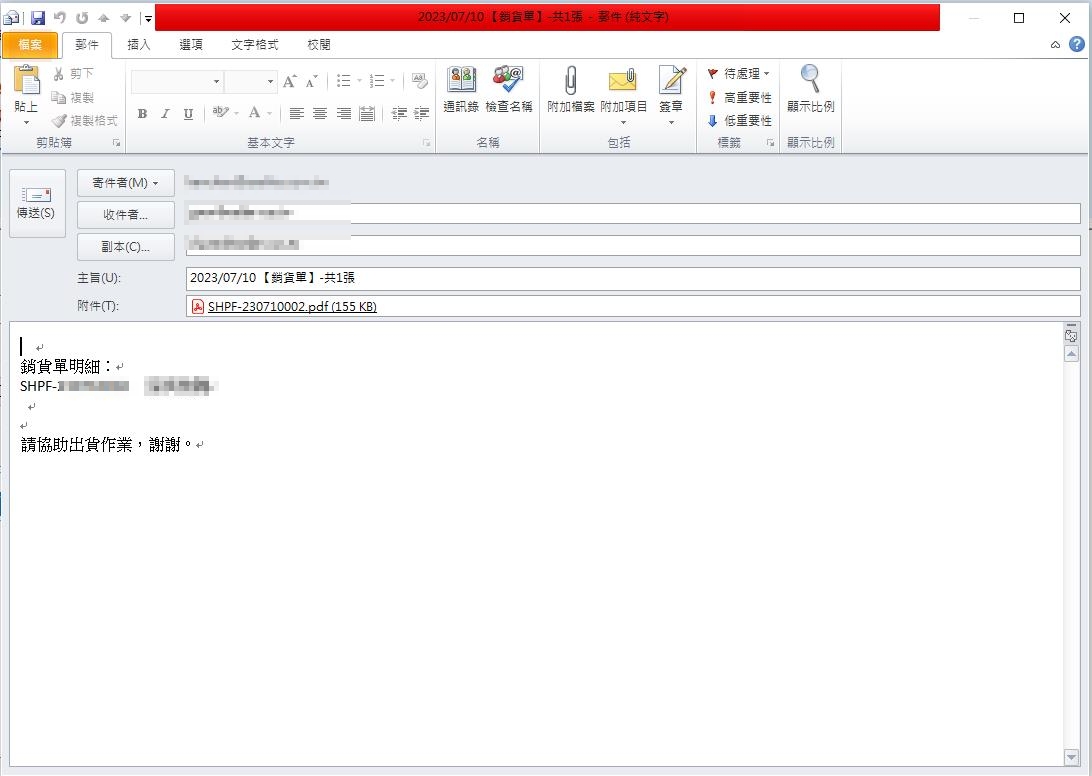 2023/07/10【銷貨單】-共1張 - 郵件 (純文字)
檔案 郵件 插入 選項 文字格式 校閱
貼上
剪下
複製
複製格式
剪貼簿
B I U A
基本文字
通訊錄 檢查名稱
名稱
附加檔案 附加項目 簽章
包括
待處理
高重要性
低重要性
標籤
顯示比例
顯示比例
傳送(S)
寄件者(M)
收件者...
副本(C)...
主旨(U): 2023/07/10【銷貨單】-共1張
附件(T): SHPF-230710002.pdf (155 KB)
銷貨單明細：
SHPF-
請協助出貨作業，謝謝。